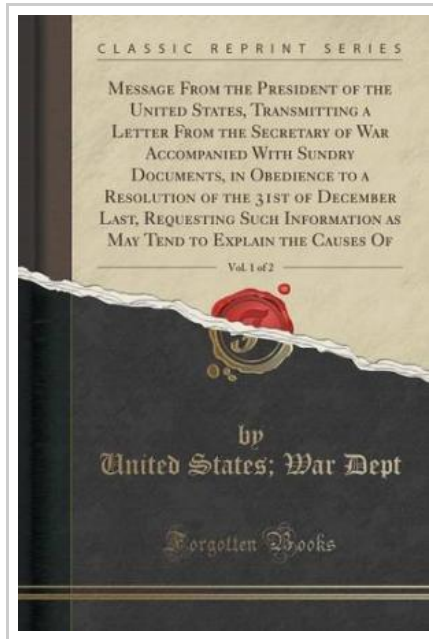 CLASSIC REPRINT SERIES
MESSAGE FROM THE PRESIDENT OF THE
UNITED STATES, TRANSMITTING A
LETTER FROM THE SECRETARY OF WAR
ACCOMPANIED WITH SUNDRY
DOCUMENTS, IN OBEDIENCE TO A
RESOLUTION OF THE 31ST OF DECEMBER
LAST, REQUESTING SUCH INFORMATION AS
MAY TEND TO EXPLAIN THE CAUSES OF
Vol. 1 of 2
by
United States; War Dept
Forgotten Books